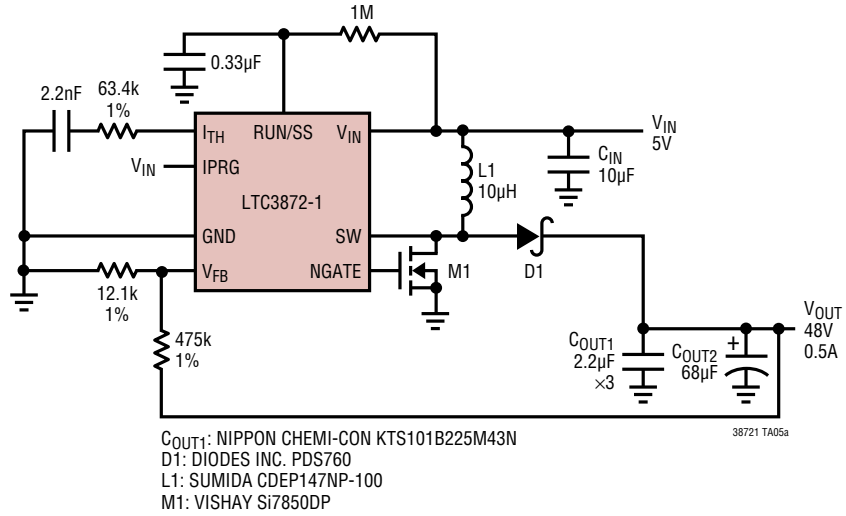 1M
0.33µF
2.2nF
63.4k
1%
ITH
RUN/SS
VIN
VIN
5V
VIN
IPRG
L1
10µH
CIN
10µF
LTC3872-1
GND
SW
VFB
NGATE
M1
D1
12.1k
1%
475k
1%
VOUT
48V
0.5A
COUT1
2.2µF
×3
COUT2
68µF
+
38721 TA05a
COUT1: NIPPON CHEMI-CON KTS101B225M43N
D1: DIODES INC. PDS760
L1: SUMIDA CDEP147NP-100
M1: VISHAY Si7850DP